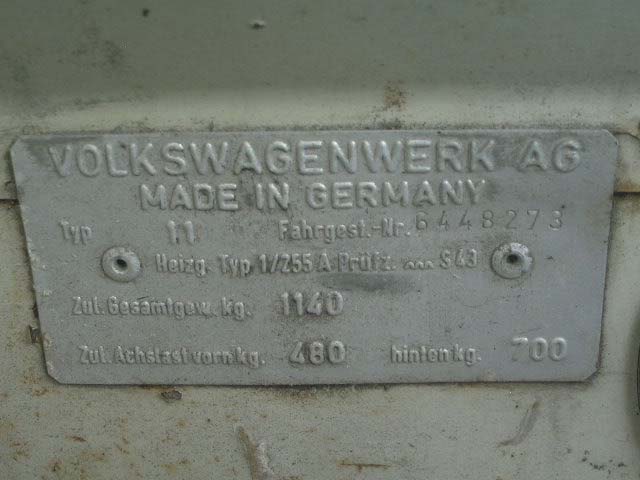 VOLKSWAGENWERK AG
MADE IN GERMANY
Typ 11 Fahrgest.-Nr. 6448273
Heizg. Typ 1/255 A Prüfz. ~~~ S 43
Zul. Gesamtgew. kg. 1140
Zul. Achslast vorn kg. 480 hinten kg. 700